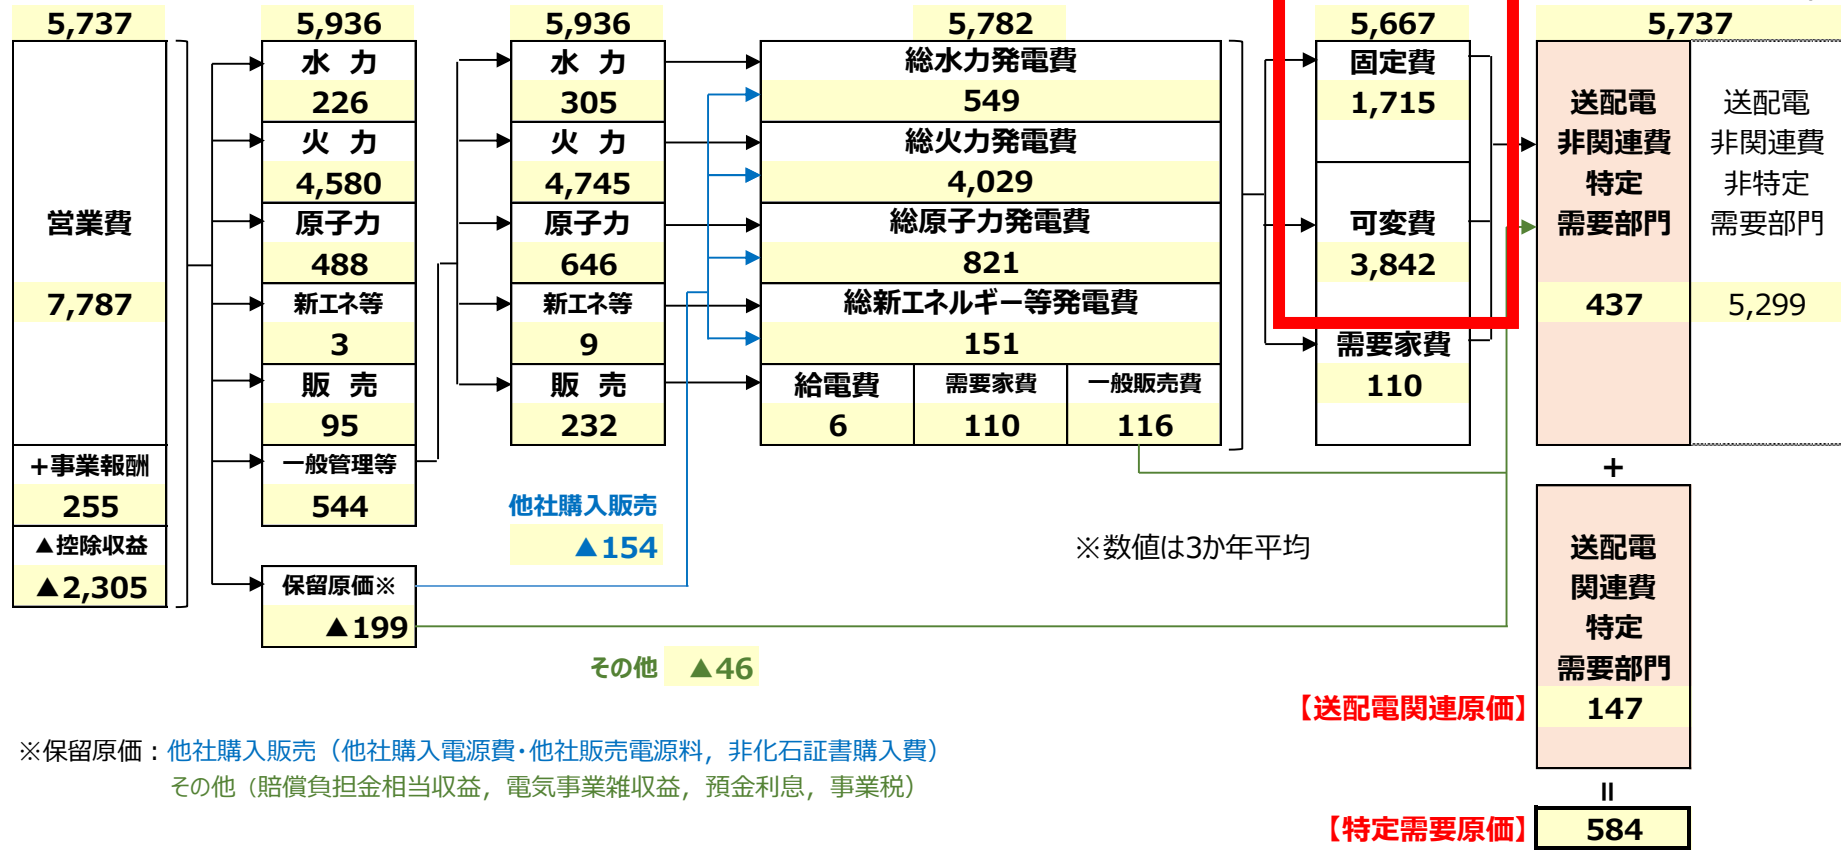 5,737
営業費
7,787
+事業報酬
255
▲控除収益
▲2,305
5,936
水 力
226
火 力
4,580
原子力
488
新エネ等
3
販 売
95
一般管理等
544
保留原価※
▲199
5,936
水 力
305
火 力
4,745
原子力
646
新エネ等
9
販 売
232
他社購入販売
▲154
その他 ▲46
5,782
総水力発電費
549
総火力発電費
4,029
総原子力発電費
821
総新エネルギー等発電費
151
給電費 需要家費 一般販売費
6 110 116
※数値は3か年平均
5,667
固定費
1,715
可変費
3,842
需要家費
110
5,737
送配電
非関連費
特定
需要部門
437
送配電
非関連費
非特定
需要部門
5,299
+
送配電
関連費
特定
需要部門
【送配電関連原価】 147
=
【特定需要原価】 584
※保留原価：他社購入販売（他社購入電源費・他社販売電源料，非化石証書購入費）
その他（賠償負担金相当収益，電気事業雑収益，預金利息，事業税）